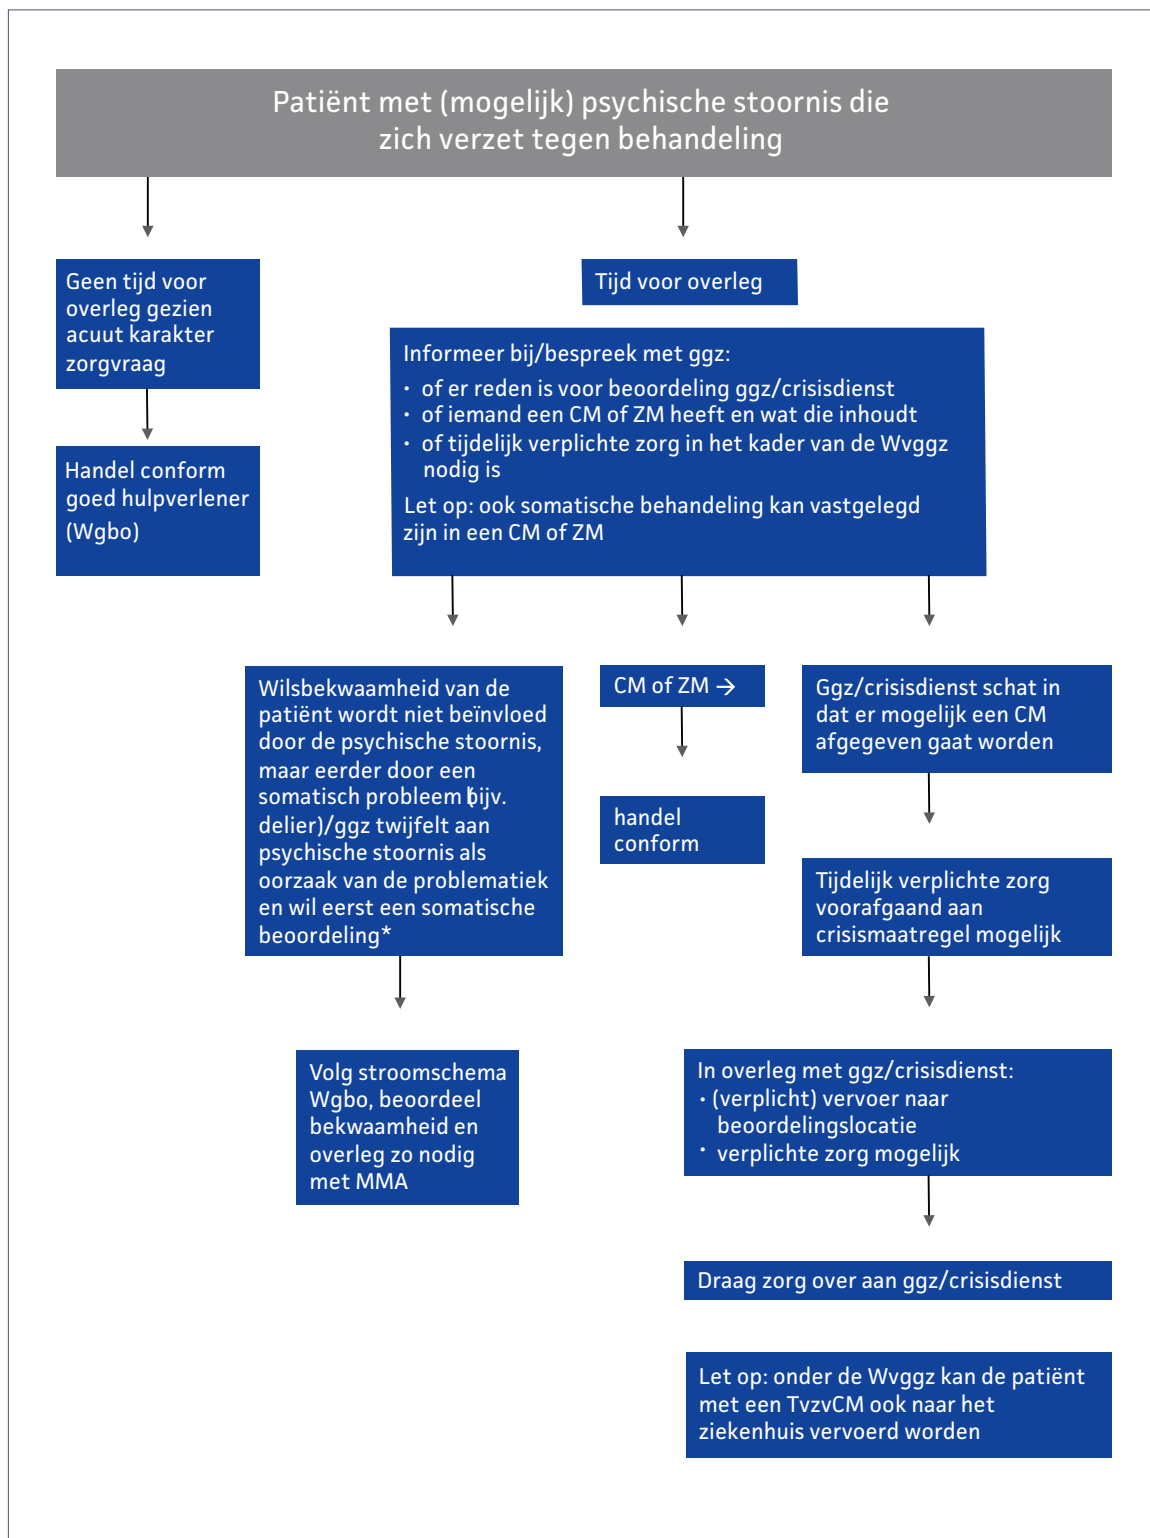 Patiënt met (mogelijk) psychische stoornis die
zich verzet tegen behandeling
Geen tijd voor
overleg gezien
acuut karakter
zorgvraag
Handel conform
goed hulpverlener
(Wgbo)
Tijd voor overleg
Informeer bij/bespreek met ggz:
· of er reden is voor beoordeling ggz/crisisdienst
· of iemand een CM of ZM heeft en wat die inhoudt
· of tijdelijk verplichte zorg in het kader van de Wvggz
nodig is
Let op: ook somatische behandeling kan vastgelegd
zijn in een CM of ZM
Wilsbekwaamheid van de
patiënt wordt niet beïnvloed
door de psychische stoornis,
maar eerder door een
somatisch probleem (bijv.
delier)/ggz twijfelt aan
psychische stoornis als
oorzaak van de problematiek
en wil eerst een somatische
beoordeling*
Volg stroomschema
Wgbo, beoordeel
bekwaamheid en
overleg zo nodig
met MMA
CM of ZM →
handel
conform
Ggz/crisisdienst schat in
dat er mogelijk een CM
afgegeven gaat worden
Tijdelijk verplichte zorg
voorafgaand aan
crisismaatregel mogelijk
In overleg met ggz/crisisdienst:
· (verplicht) vervoer naar
beoordelingslocatie
· verplichte zorg mogelijk
Draag zorg over aan ggz/crisisdienst
Let op: onder de Wvggz kan de patiënt
met een TvzvCM ook naar het
ziekenhuis vervoerd worden